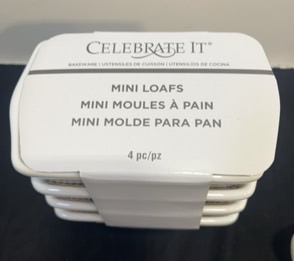 CELEBRATE IT®
BAKEWARE | USTENSILES DE CUISSON | UTENSILIOS DE COCINA
MINI LOAFS
MINI MOULES À PAIN
MINI MOLDE PARA PAN
4 pc/pz